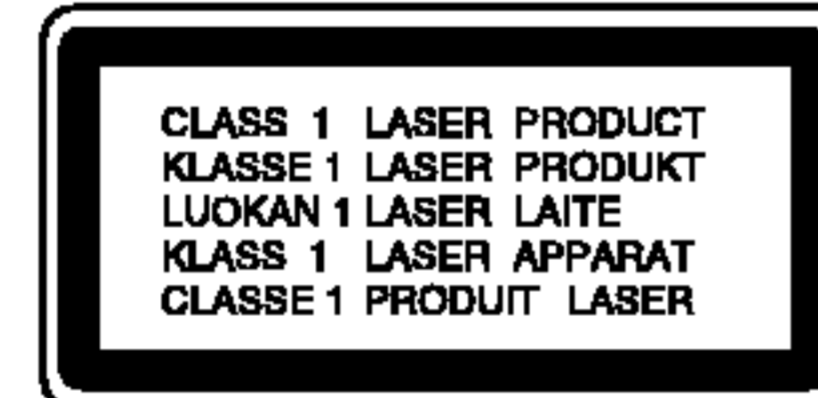 CLASS 1 LASER PRODUCT
KLASSE 1 LASER PRODUKT
LUOKAN 1 LASER LAITE
KLASS 1 LASER APPARAT
CLASSE 1 PRODUIT LASER